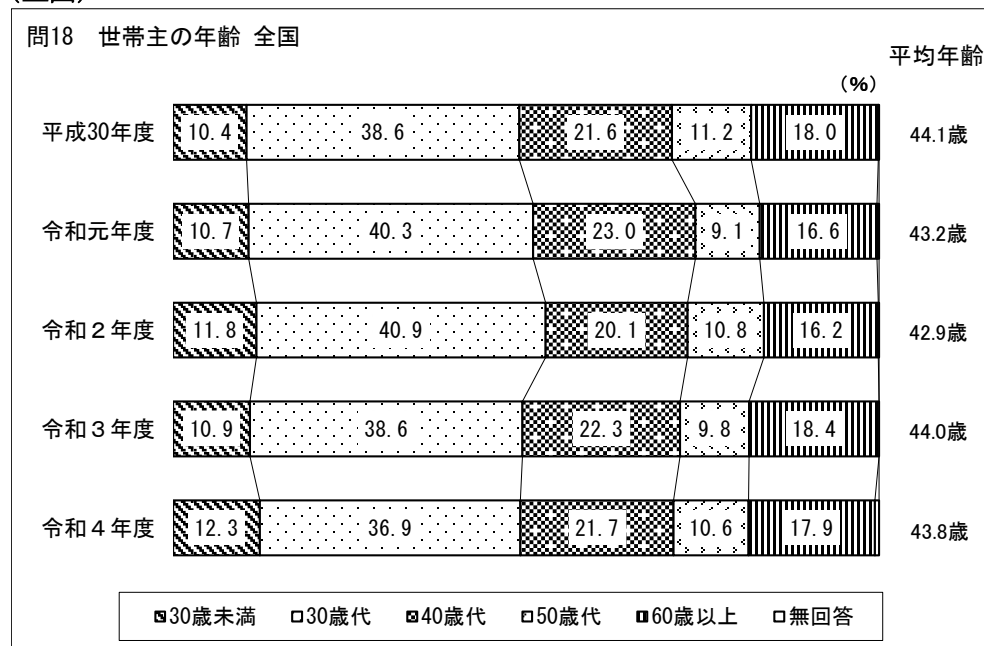 問18 世帯主の年齢 全国
平均年齢
(%)
平成30年度 10.4 38.6 21.6 11.2 18.0 44.1歳
令和元年度 10.7 40.3 23.0 9.1 16.6 43.2歳
令和２年度 11.8 40.9 20.1 10.8 16.2 42.9歳
令和３年度 10.9 38.6 22.3 9.8 18.4 44.0歳
令和４年度 12.3 36.9 21.7 10.6 17.9 43.8歳
30歳未満 30歳代 40歳代 50歳代 60歳以上 無回答